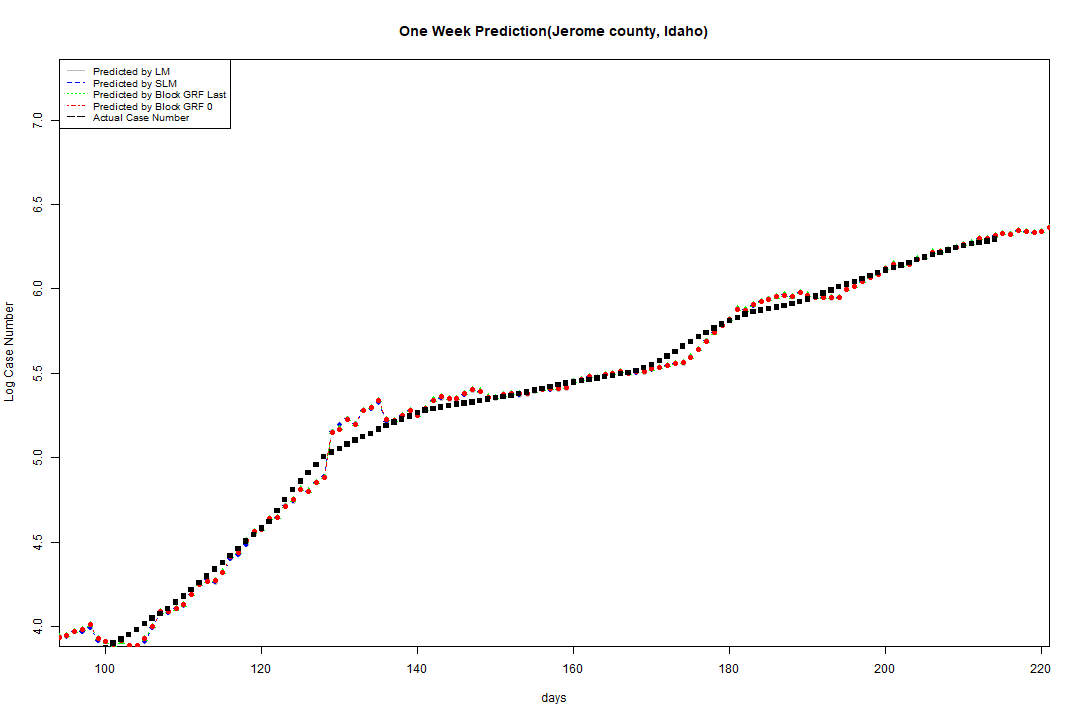 One Week Prediction(Jerome county, Idaho)
Predicted by LM
Predicted by SLM
Predicted by Block GRF Last
Predicted by Block GRF 0
Actual Case Number
7.0
6.5
6.0
5.5
5.0
4.5
4.0
Log Case Number
100 120 140 160 180 200 220
days